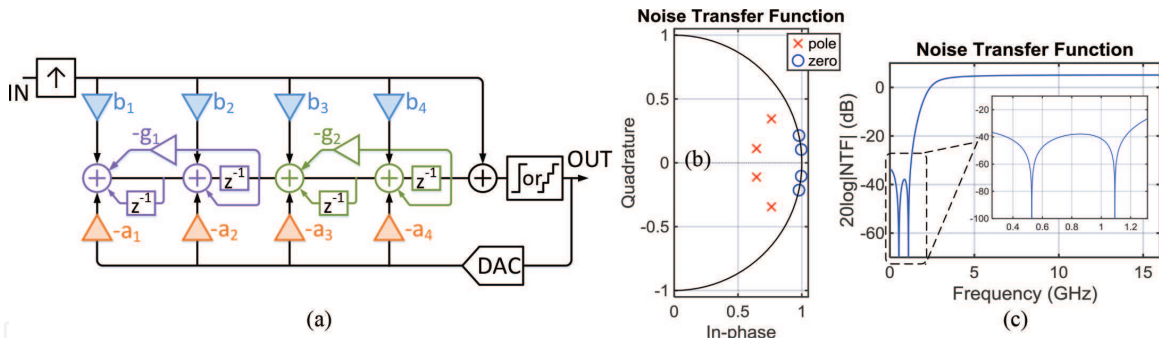 IN
↑
b1
b2
b3
b4
-g1
-g2
z-1
z-1
z-1
z-1
or
OUT
-a1
-a2
-a3
-a4
DAC
(a)
Noise Transfer Function
pole
zero
1
0.5
0
-0.5
-1
Quadrature
(b)
0
0.5
1
In-phase
Noise Transfer Function
0
-20
-40
-60
20log|NTF| (dB)
-20
-40
-60
-80
-100
0.4
0.6
0.8
1
1.2
0
5
10
15
Frequency (GHz)
(c)